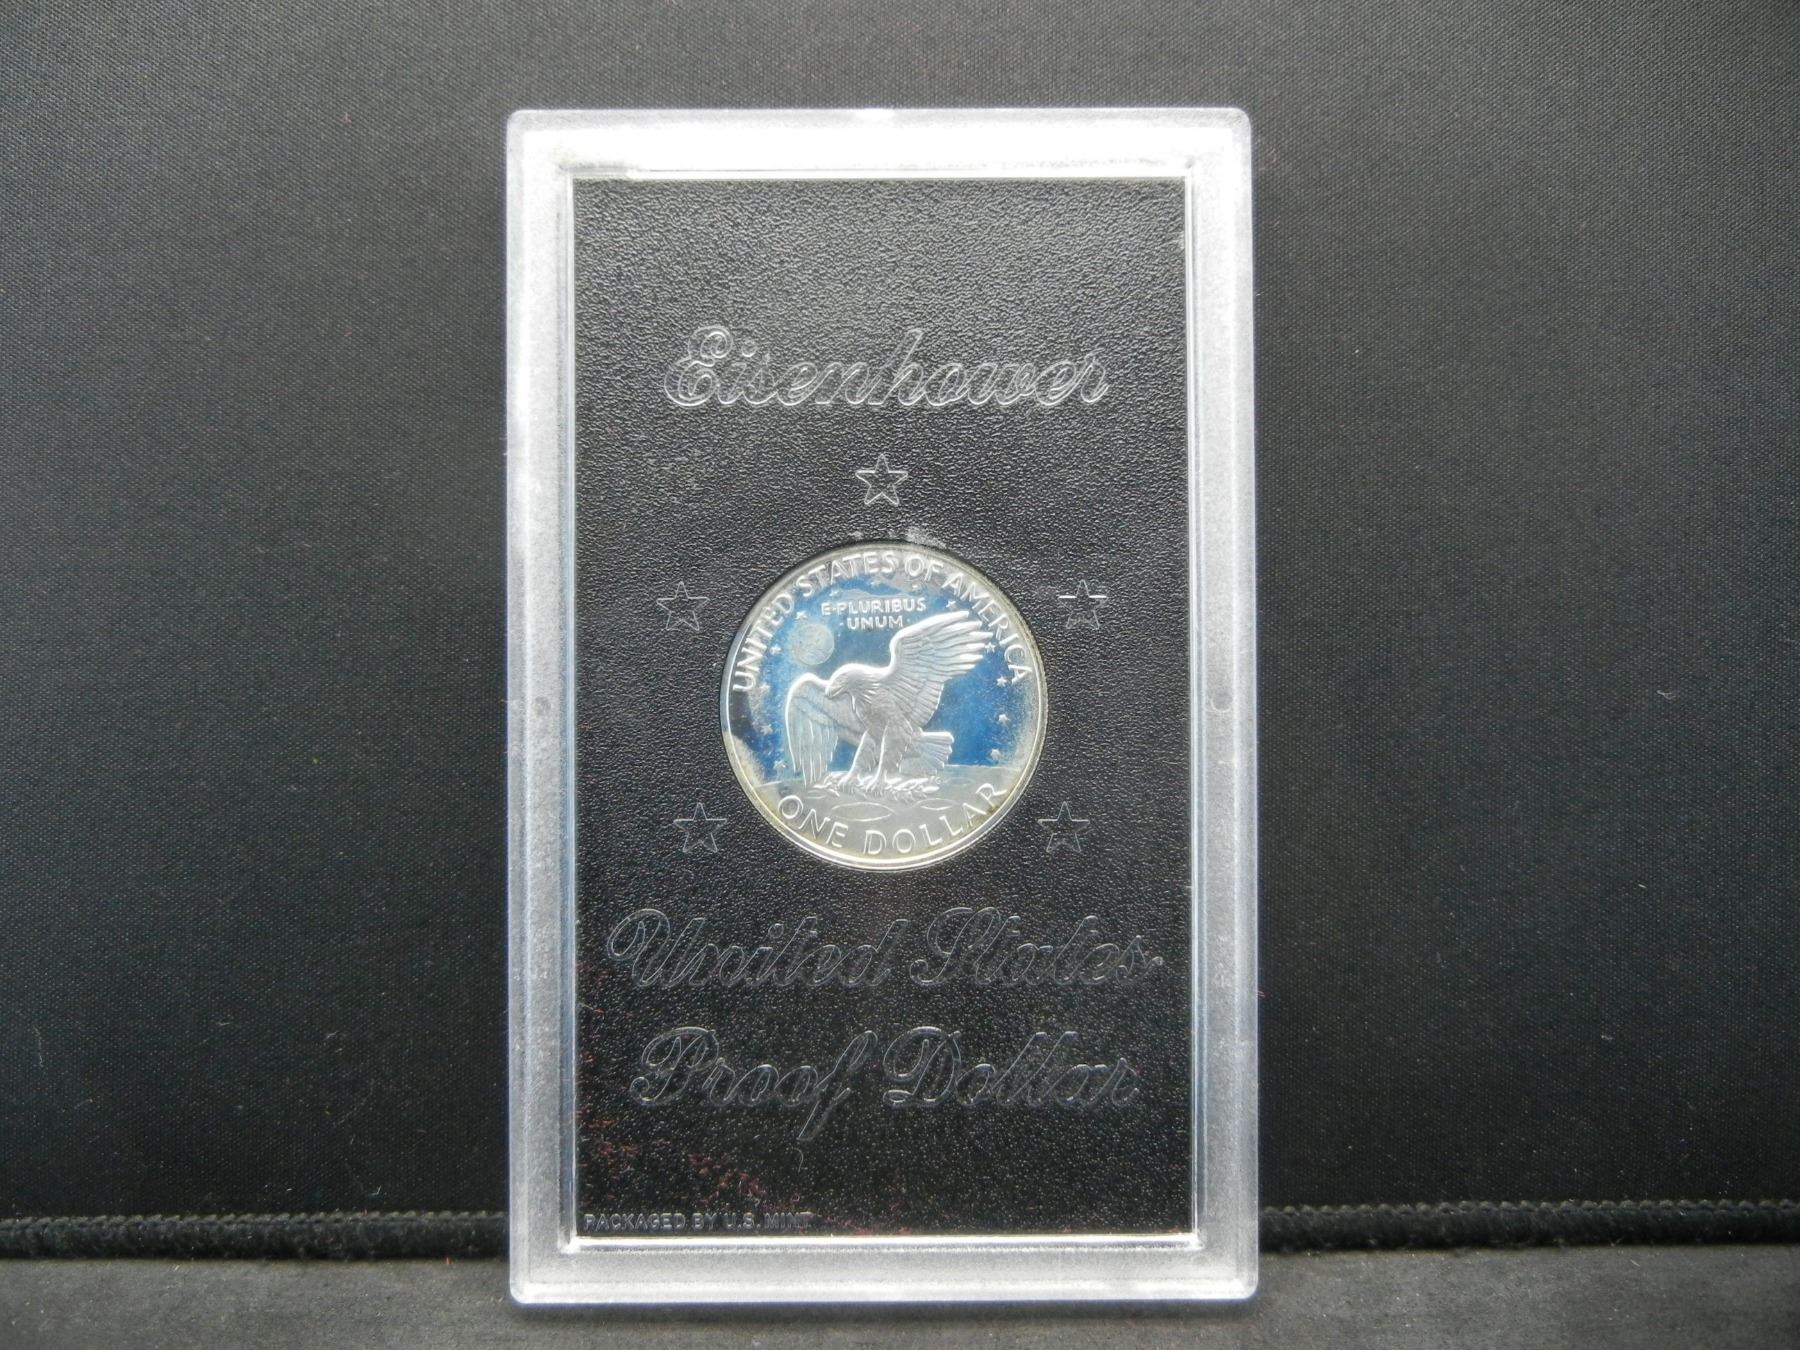 Eisenhower
UNITED STATES OF AMERICA
E·PLURIBUS
·UNUM·
ONE DOLLAR
United States
Proof Dollar
PACKAGED BY U.S. MINT